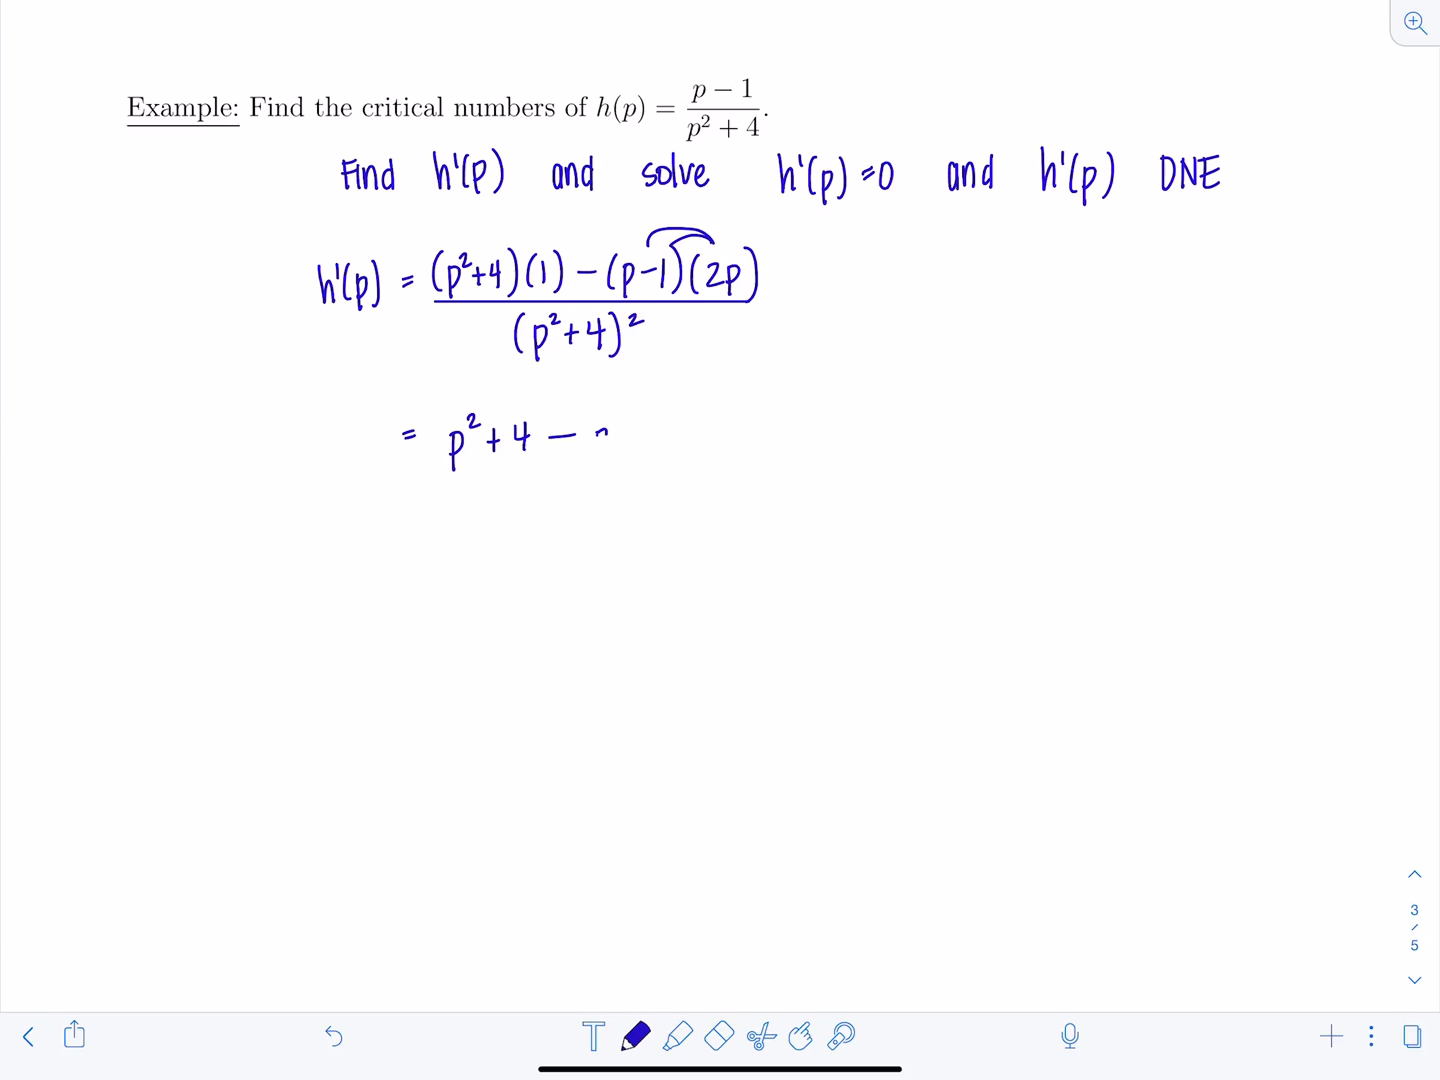 Example: Find the critical numbers of h(p) = (p − 1)/(p² + 4).
Find h'(p) and solve h'(p) = 0 and h'(p) DNE
h'(p) = (p²+4)(1) − (p−1)(2p)
(p²+4)²
= p² + 4 −
3
/
5
T